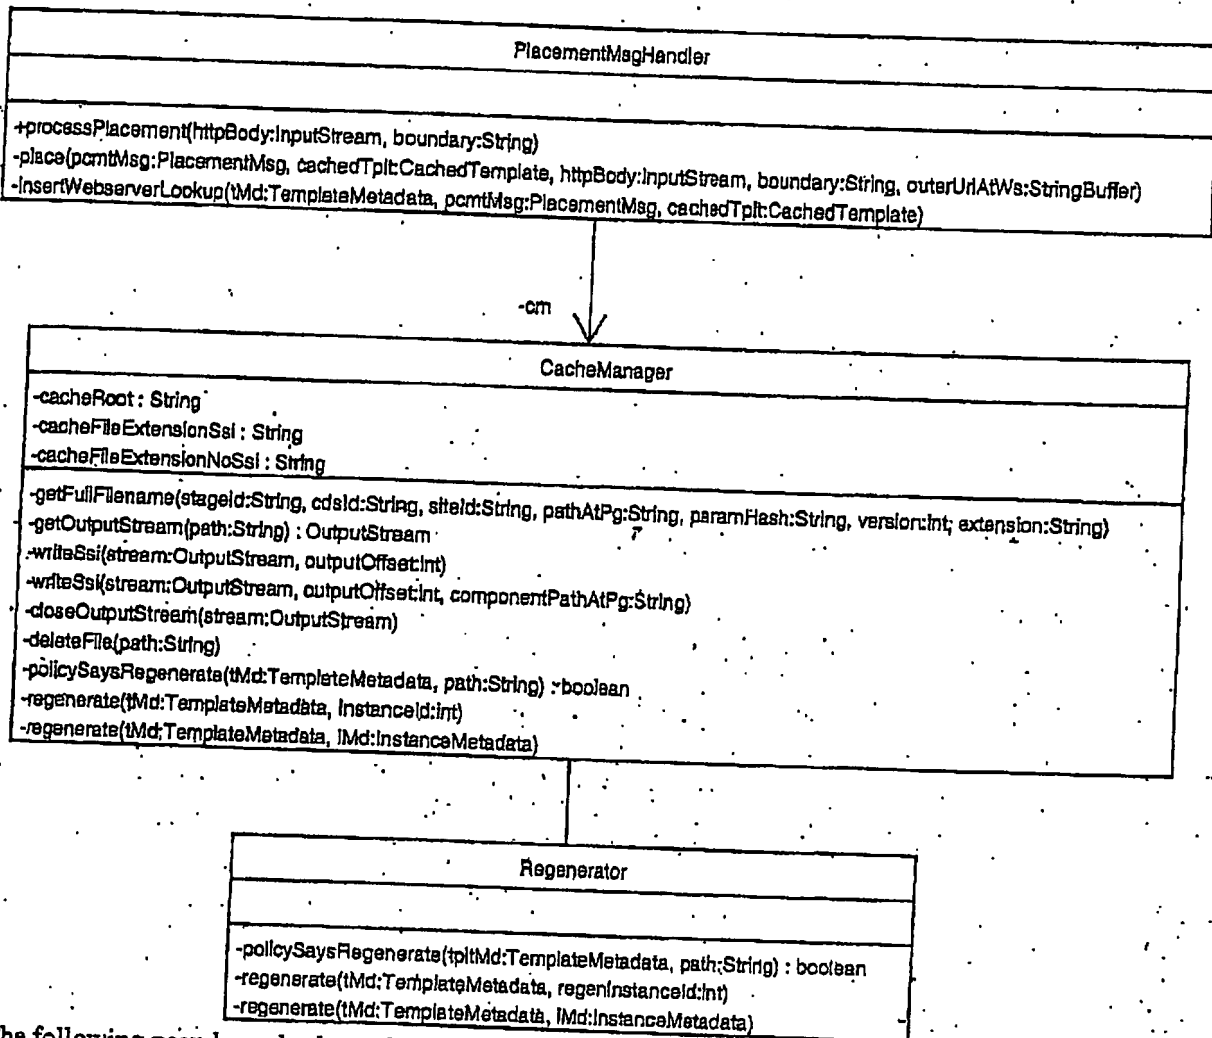 PlacementMsgHandler
+processPlacement(httpBody:InputStream, boundary:String)
-place(pcmtMsg:PlacementMsg, cachedTplt:CachedTemplate, httpBody:InputStream, boundary:String, outerUrlAtWs:StringBuffer)
-insertWebserverLookup(tMd:TemplateMetadata, pcmtMsg:PlacementMsg, cachedTplt:CachedTemplate)
-cm
CacheManager
-cacheRoot : String
-cacheFileExtensionSsi : String
-cacheFileExtensionNoSsi : String
-getFullFilename(stageId:String, cdsId:String, siteId:String, pathAtPg:String, paramHash:String, version:int, extension:String)
-getOutputStream(path:String) : OutputStream
-writeSsi(stream:OutputStream, outputOffset:int)
-writeSsi(stream:OutputStream, outputOffset:int, componentPathAtPg:String)
-closeOutputStream(stream:OutputStream)
-deleteFile(path:String)
-policySaysRegenerate(tMd:TemplateMetadata, path:String) : boolean
-regenerate(tMd:TemplateMetadata, instanceId:int)
-regenerate(tMd:TemplateMetadata, iMd:InstanceMetadata)
Regenerator
-policySaysRegenerate(tpltMd:TemplateMetadata, path:String) : boolean
-regenerate(tMd:TemplateMetadata, regenInstanceId:int)
-regenerate(tMd:TemplateMetadata, iMd:InstanceMetadata)
he following